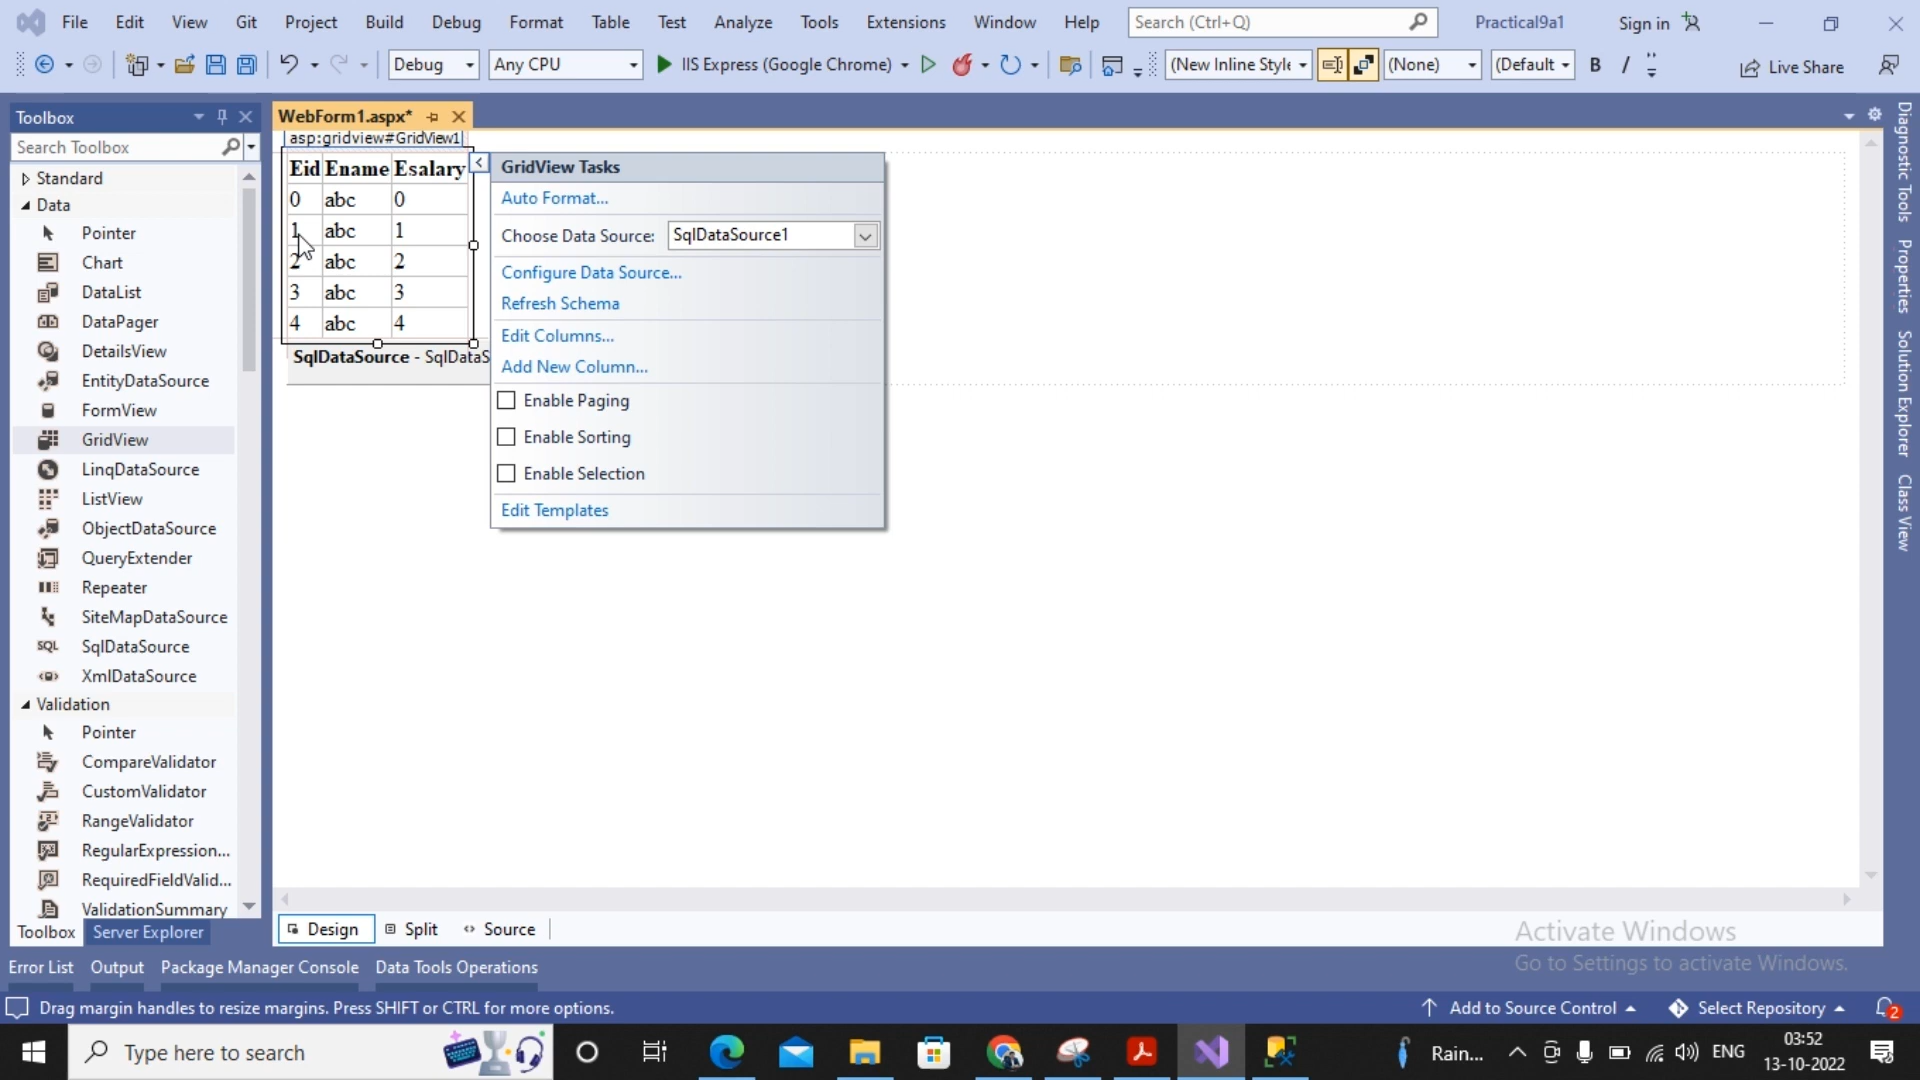 File Edit View Git Project Build Debug Format Table Test Analyze Tools Extensions Window Help Search (Ctrl+Q) Practical9a1 Sign in
Debug Any CPU IIS Express (Google Chrome) (New Inline Style (None) (Default B I Live Share
Toolbox
Search Toolbox
Standard
Data
Pointer
Chart
DataList
DataPager
DetailsView
EntityDataSource
FormView
GridView
LinqDataSource
ListView
ObjectDataSource
QueryExtender
Repeater
SiteMapDataSource
SQL SqlDataSource
XmlDataSource
Validation
Pointer
CompareValidator
CustomValidator
RangeValidator
RegularExpression...
RequiredFieldValid...
ValidationSummary
Toolbox Server Explorer
WebForm1.aspx*
asp:gridview#GridView1
Eid Ename Esalary
0 abc 0
1 abc 1
2 abc 2
3 abc 3
4 abc 4
SqlDataSource - SqlDataS
GridView Tasks
Auto Format...
Choose Data Source: SqlDataSource1
Configure Data Source...
Refresh Schema
Edit Columns...
Add New Column...
Enable Paging
Enable Sorting
Enable Selection
Edit Templates
Diagnostic Tools
Properties
Solution Explorer
Class View
Design Split Source
Activate Windows
Go to Settings to activate Windows.
Error List Output Package Manager Console Data Tools Operations
Drag margin handles to resize margins. Press SHIFT or CTRL for more options. Add to Source Control Select Repository 2
Type here to search Rain... ENG 03:52
13-10-2022